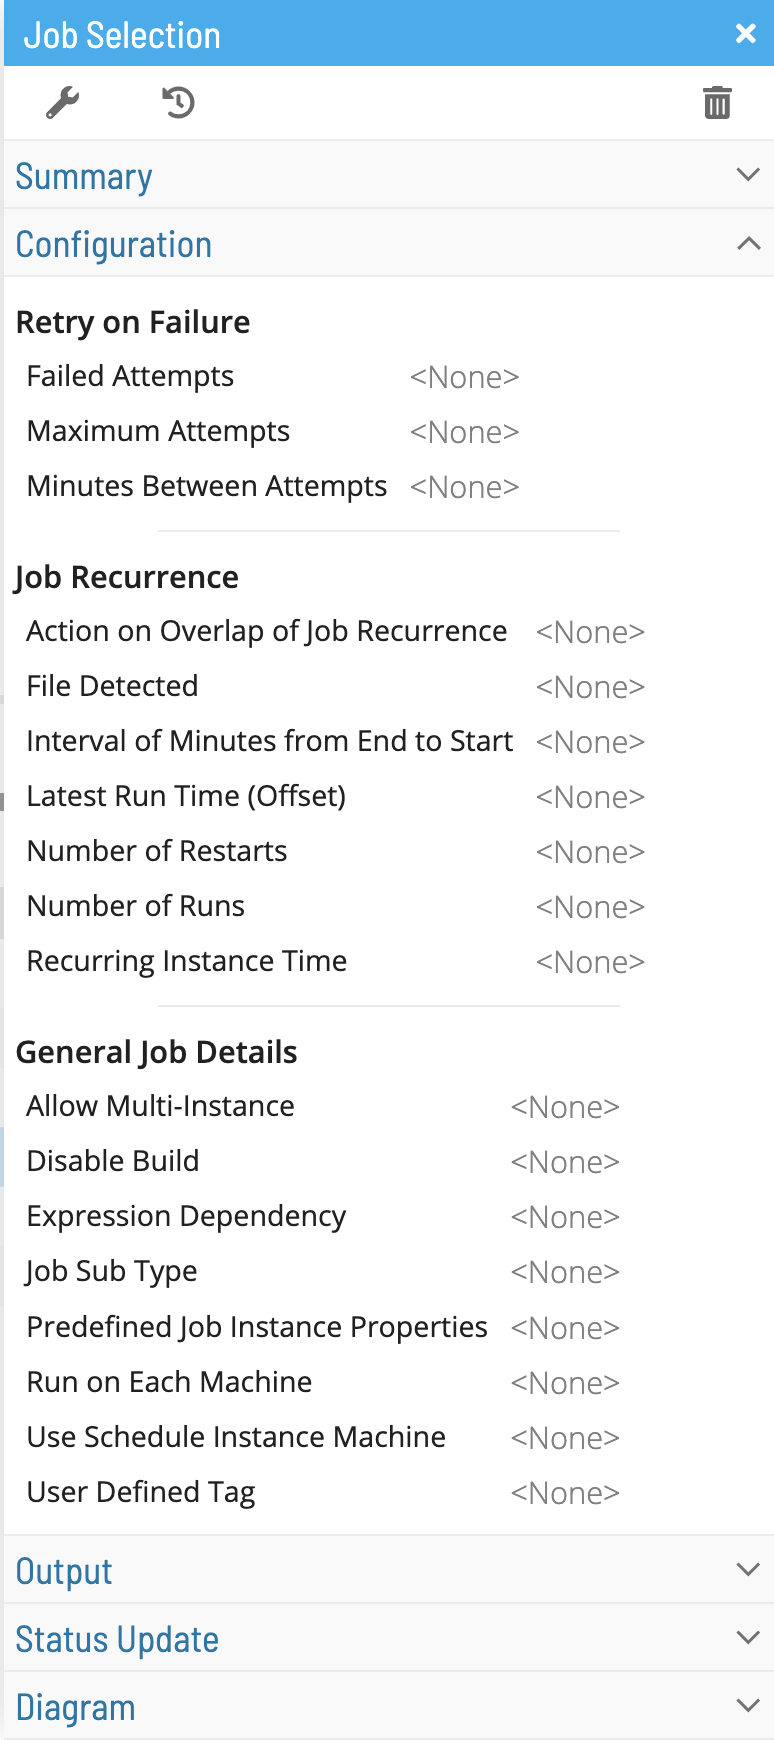 Job Selection
Summary
Configuration
Retry on Failure
Failed Attempts <None>
Maximum Attempts <None>
Minutes Between Attempts <None>
Job Recurrence
Action on Overlap of Job Recurrence <None>
File Detected <None>
Interval of Minutes from End to Start <None>
Latest Run Time (Offset) <None>
Number of Restarts <None>
Number of Runs <None>
Recurring Instance Time <None>
General Job Details
Allow Multi-Instance <None>
Disable Build <None>
Expression Dependency <None>
Job Sub Type <None>
Predefined Job Instance Properties <None>
Run on Each Machine <None>
Use Schedule Instance Machine <None>
User Defined Tag <None>
Output
Status Update
Diagram